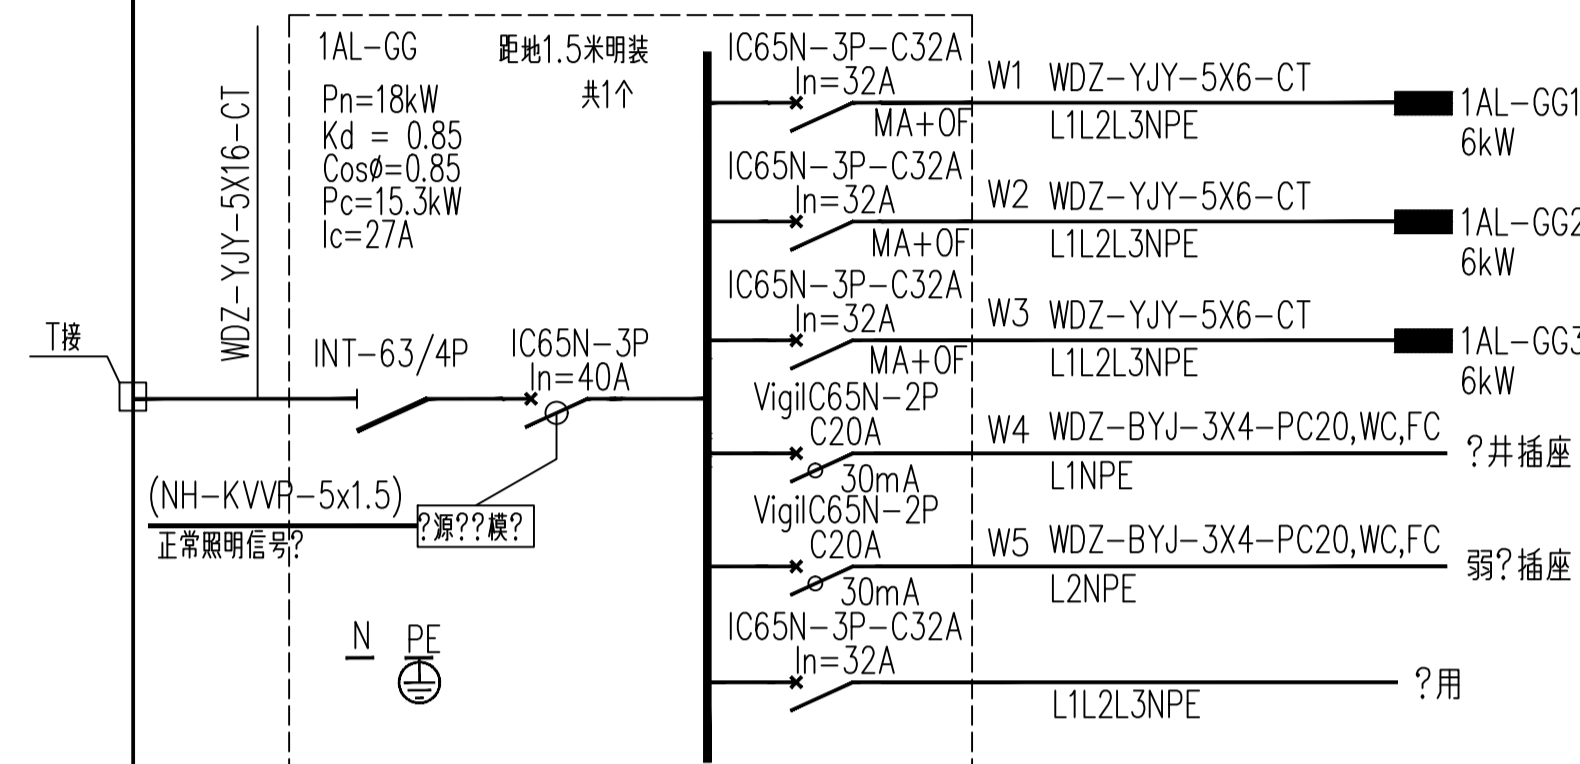 1AL-GG
距地1.5米明装
共1个
Pn=18kW
Kd = 0.85
CosØ=0.85
Pc=15.3kW
Ic=27A
WDZ-YJY-5X16-CT
T接
INT-63/4P
IC65N-3P
In=40A
(NH-KVVP-5x1.5)
正常照明信号?
?源??模?
N
PE
IC65N-3P-C32A
In=32A
MA+OF
W1
WDZ-YJY-5X6-CT
L1L2L3NPE
1AL-GG1
6kW
IC65N-3P-C32A
In=32A
MA+OF
W2
WDZ-YJY-5X6-CT
L1L2L3NPE
1AL-GG2
6kW
IC65N-3P-C32A
In=32A
MA+OF
W3
WDZ-YJY-5X6-CT
L1L2L3NPE
1AL-GG3
6kW
VigiIC65N-2P
C20A
30mA
W4
WDZ-BYJ-3X4-PC20,WC,FC
L1NPE
?井插座
VigiIC65N-2P
C20A
30mA
W5
WDZ-BYJ-3X4-PC20,WC,FC
L2NPE
弱?插座
IC65N-3P-C32A
In=32A
L1L2L3NPE
?用